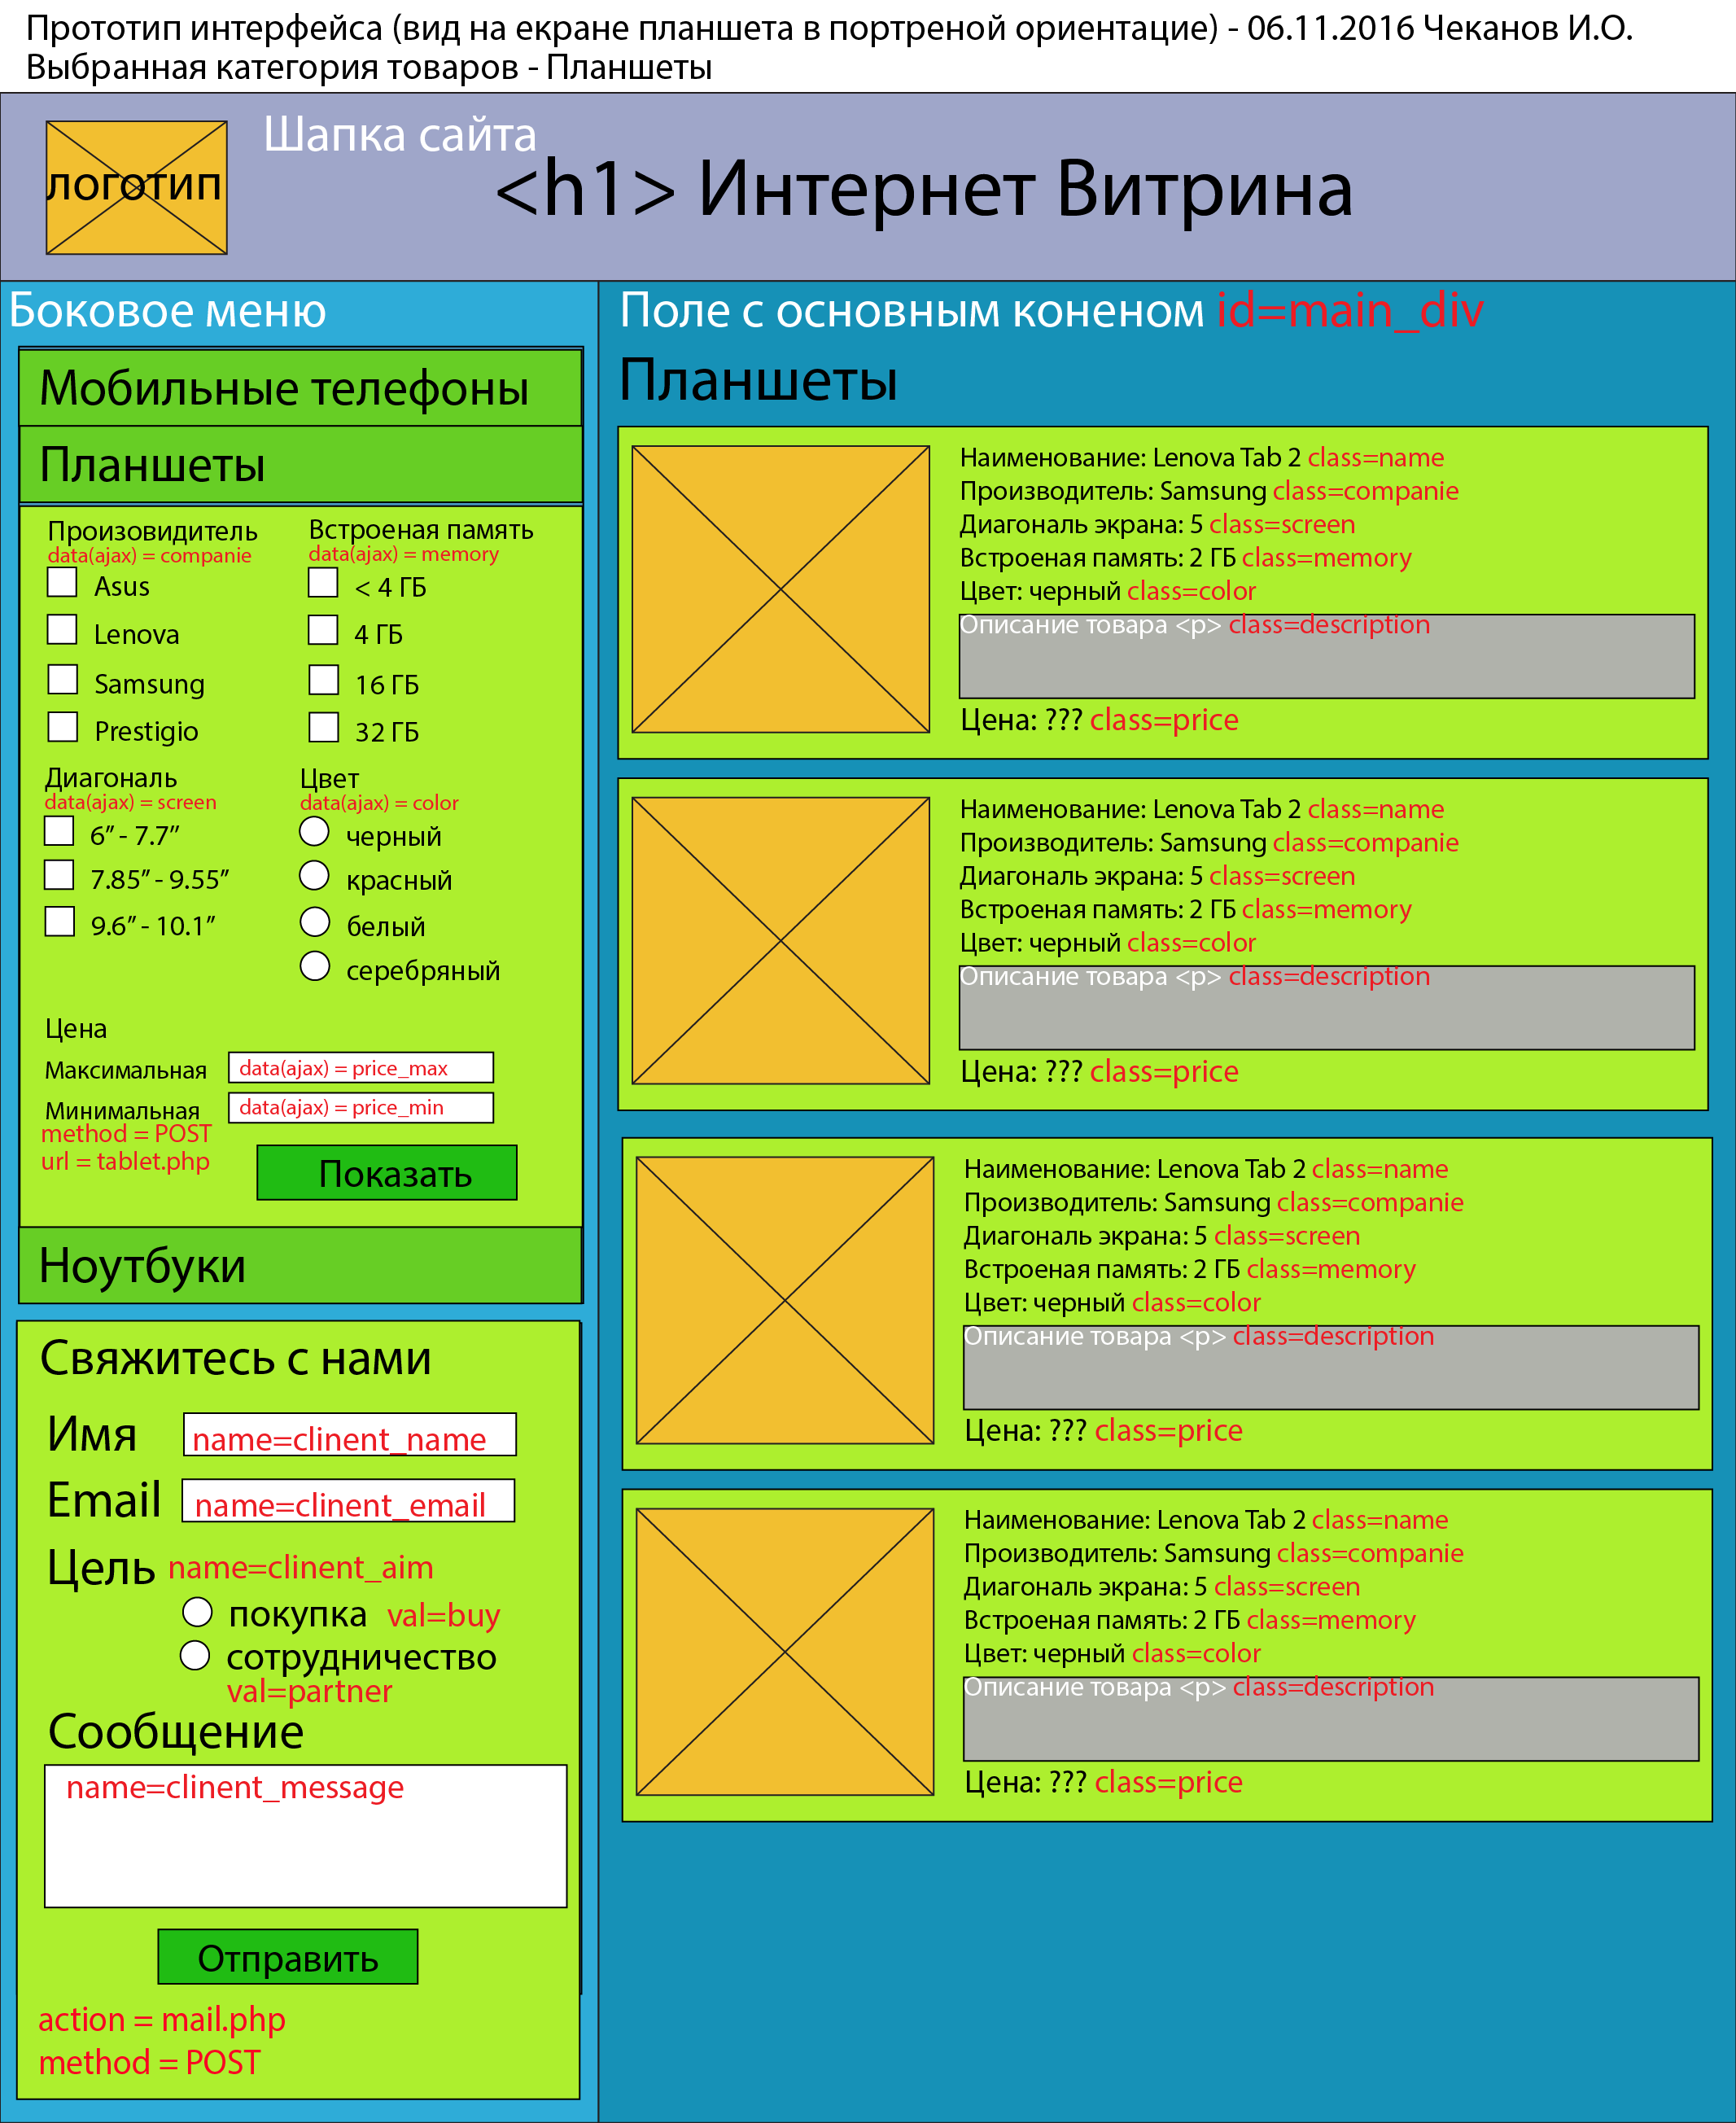 Прототип интерфейса (вид на екране планшета в портреной ориентацие) - 06.11.2016 Чеканов И.О.
Выбранная категория товаров - Планшеты
логотип
Шапка сайта
<h1> Интернет Витрина
Боковое меню
Мобильные телефоны
Планшеты
Произовидитель
data(ajax) = companie
Asus
Lenova
Samsung
Prestigio
Встроеная память
data(ajax) = memory
< 4 ГБ
4 ГБ
16 ГБ
32 ГБ
Диагональ
data(ajax) = screen
6” - 7.7”
7.85” - 9.55”
9.6” - 10.1”
Цвет
data(ajax) = color
черный
красный
белый
серебряный
Цена
Максимальная data(ajax) = price_max
Минимальная data(ajax) = price_min
method = POST
url = tablet.php
Показать
Ноутбуки
Свяжитесь с нами
Имя name=clinent_name
Email name=clinent_email
Цель name=clinent_aim
покупка val=buy
сотрудничество
val=partner
Сообщение
name=clinent_message
Отправить
action = mail.php
method = POST
Поле с основным коненом id=main_div
Планшеты
Наименование: Lenova Tab 2 class=name
Производитель: Samsung class=companie
Диагональ экрана: 5 class=screen
Встроеная память: 2 ГБ class=memory
Цвет: черный class=color
Описание товара <p> class=description
Цена: ??? class=price
Наименование: Lenova Tab 2 class=name
Производитель: Samsung class=companie
Диагональ экрана: 5 class=screen
Встроеная память: 2 ГБ class=memory
Цвет: черный class=color
Описание товара <p> class=description
Цена: ??? class=price
Наименование: Lenova Tab 2 class=name
Производитель: Samsung class=companie
Диагональ экрана: 5 class=screen
Встроеная память: 2 ГБ class=memory
Цвет: черный class=color
Описание товара <p> class=description
Цена: ??? class=price
Наименование: Lenova Tab 2 class=name
Производитель: Samsung class=companie
Диагональ экрана: 5 class=screen
Встроеная память: 2 ГБ class=memory
Цвет: черный class=color
Описание товара <p> class=description
Цена: ??? class=price